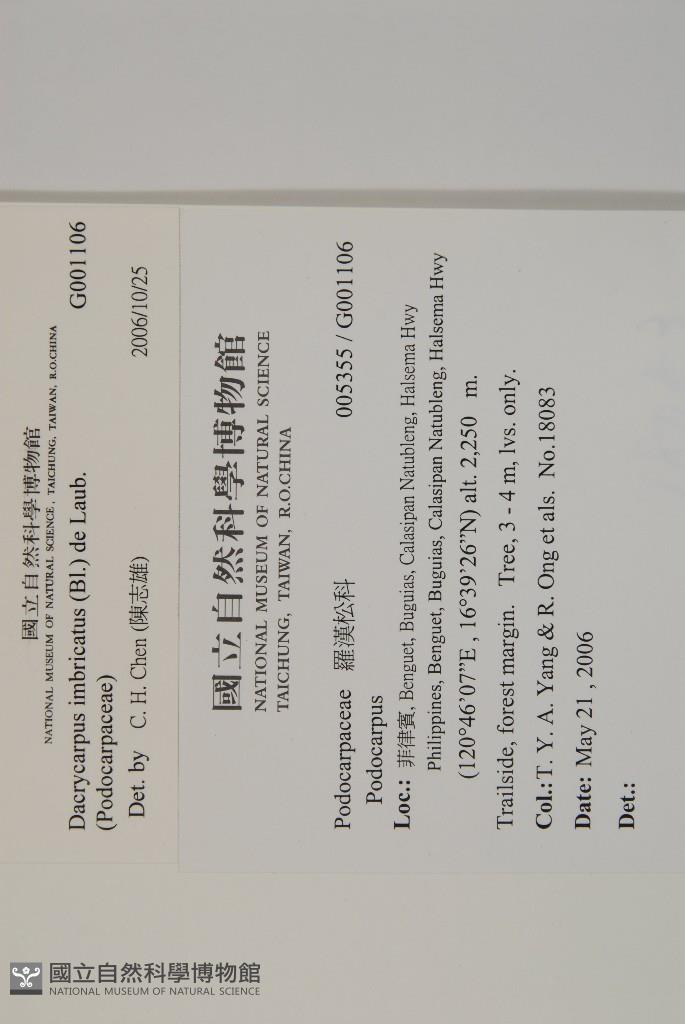 國立自然科學博物館
NATIONAL MUSEUM OF NATURAL SCIENCE, TAICHUNG, TAIWAN, R.O.CHINA
Dacrycarpus imbricatus (Bl.) de Laub. G001106
(Podocarpaceae)
Det. by C. H. Chen (陳志雄) 2006/10/25
國立自然科學博物館
NATIONAL MUSEUM OF NATURAL SCIENCE
TAICHUNG, TAIWAN, R.O.CHINA
Podocarpaceae 羅漢松科 005355 / G001106
Podocarpus
Loc.: 菲律賓, Benguet, Buguias, Calasipan Natubleng, Halsema Hwy
Philippines, Benguet, Buguias, Calasipan Natubleng, Halsema Hwy
(120°46'07”E , 16°39'26”N) alt. 2,250 m.
Trailside, forest margin. Tree, 3 - 4 m, lvs. only.
Col.: T. Y. A. Yang & R. Ong et als. No.18083
Date: May 21 , 2006
Det.:
國立自然科學博物館
NATIONAL MUSEUM OF NATURAL SCIENCE